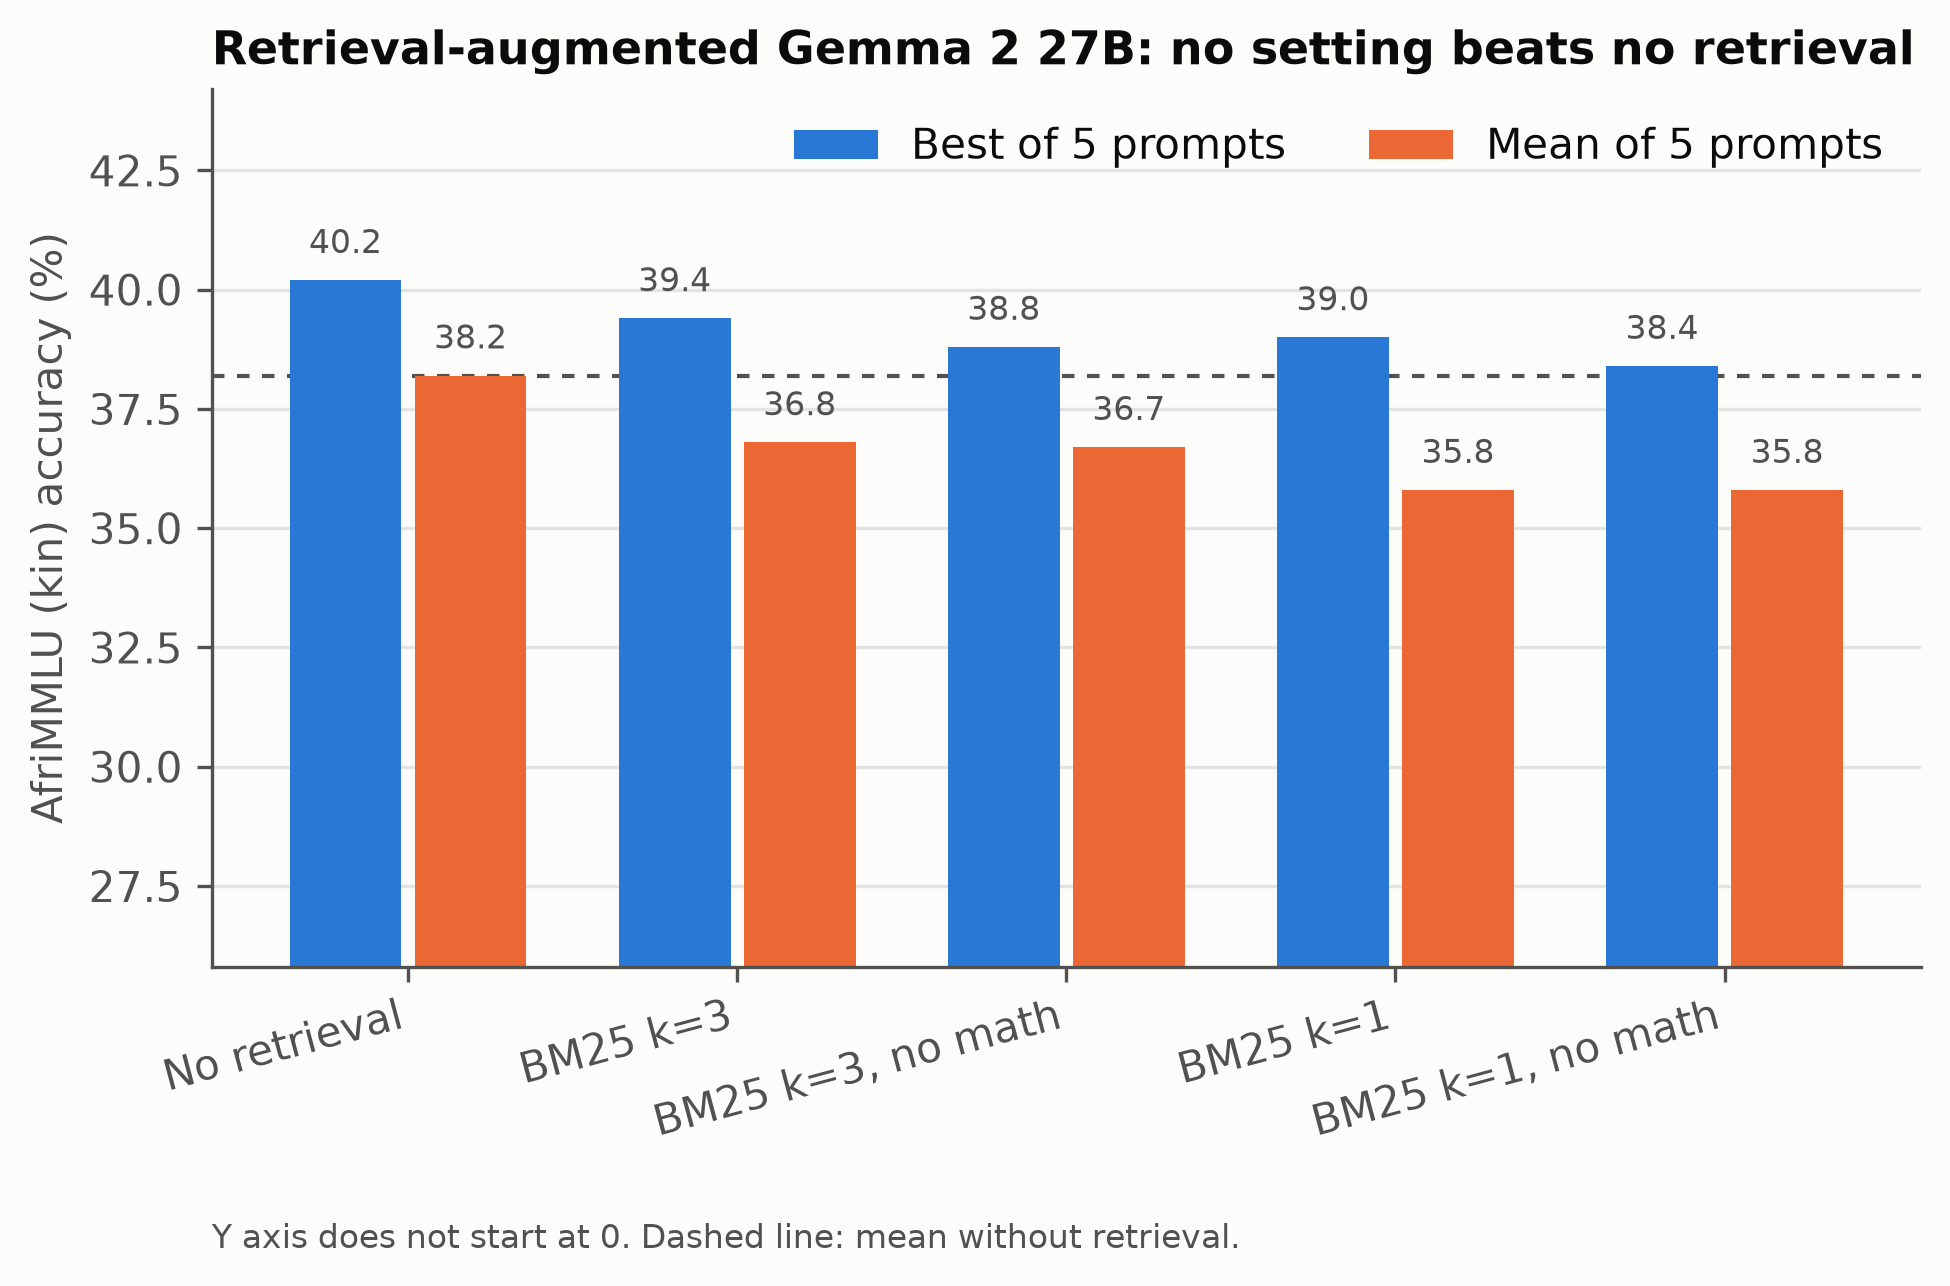 Retrieval-augmented Gemma 2 27B: no setting beats no retrieval
Best of 5 prompts
Mean of 5 prompts
AfriMMLU (kin) accuracy (%)
42.5
40.0
37.5
35.0
32.5
30.0
27.5
40.2
38.2
39.4
36.8
38.8
36.7
39.0
35.8
38.4
35.8
No retrieval
BM25 k=3
BM25 k=3, no math
BM25 k=1
BM25 k=1, no math
Y axis does not start at 0. Dashed line: mean without retrieval.